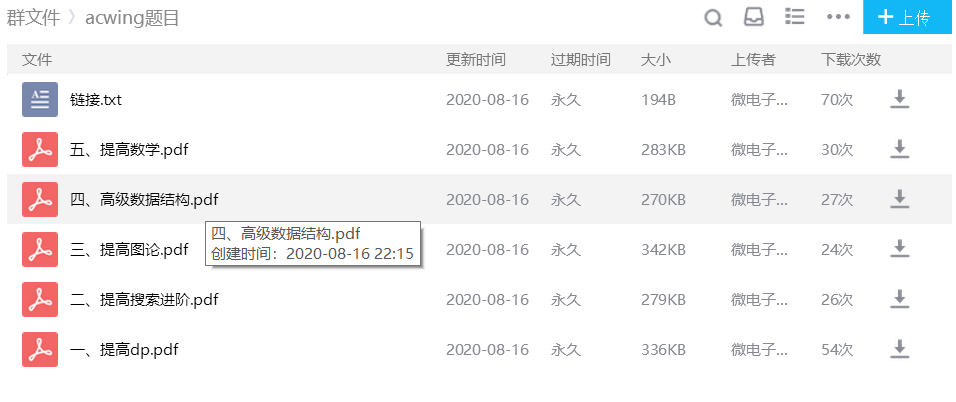 群文件 〉 acwing题目
+ 上传
文件 更新时间 过期时间 大小 上传者 下载次数
链接.txt 2020-08-16 永久 194B 微电子... 70次
五、提高数学.pdf 2020-08-16 永久 283KB 微电子... 30次
四、高级数据结构.pdf 2020-08-16 永久 270KB 微电子... 27次
四、高级数据结构.pdf
创建时间：2020-08-16 22:15
三、提高图论.pdf 2020-08-16 永久 342KB 微电子... 24次
二、提高搜索进阶.pdf 2020-08-16 永久 279KB 微电子... 26次
一、提高dp.pdf 2020-08-16 永久 336KB 微电子... 54次